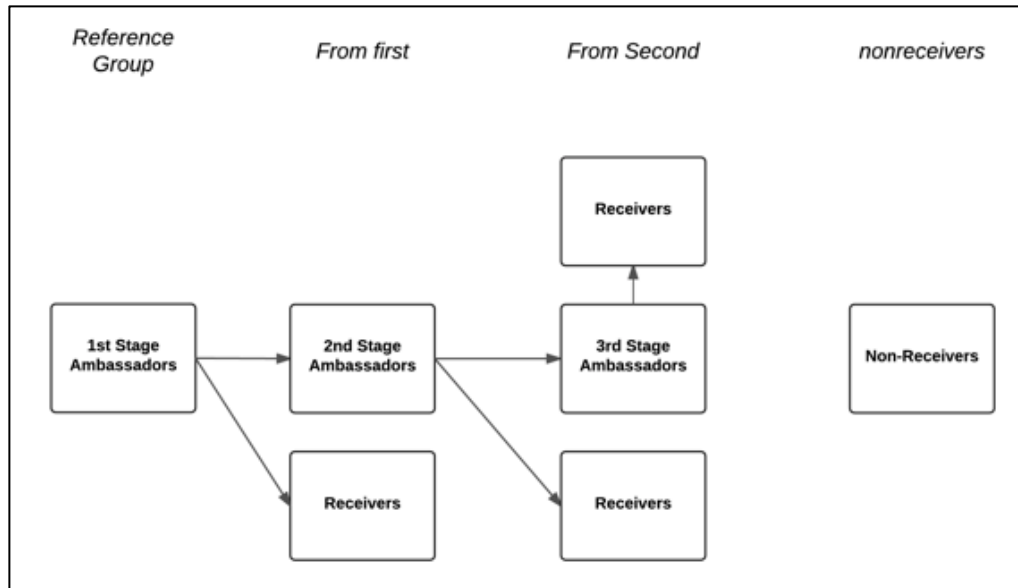 Reference
Group
From first
From Second
nonreceivers
Receivers
1st Stage
Ambassadors
2nd Stage
Ambassadors
3rd Stage
Ambassadors
Non-Receivers
Receivers
Receivers